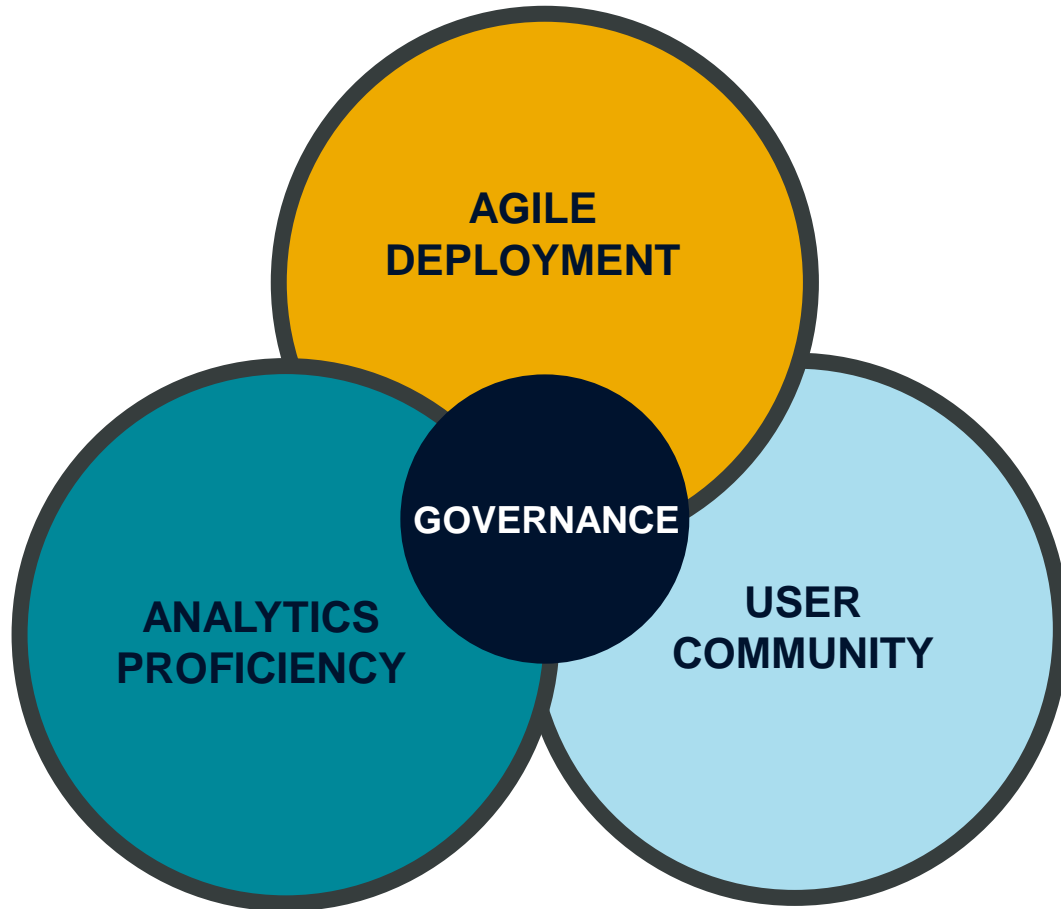 AGILE
DEPLOYMENT
GOVERNANCE
ANALYTICS
PROFICIENCY
USER
COMMUNITY